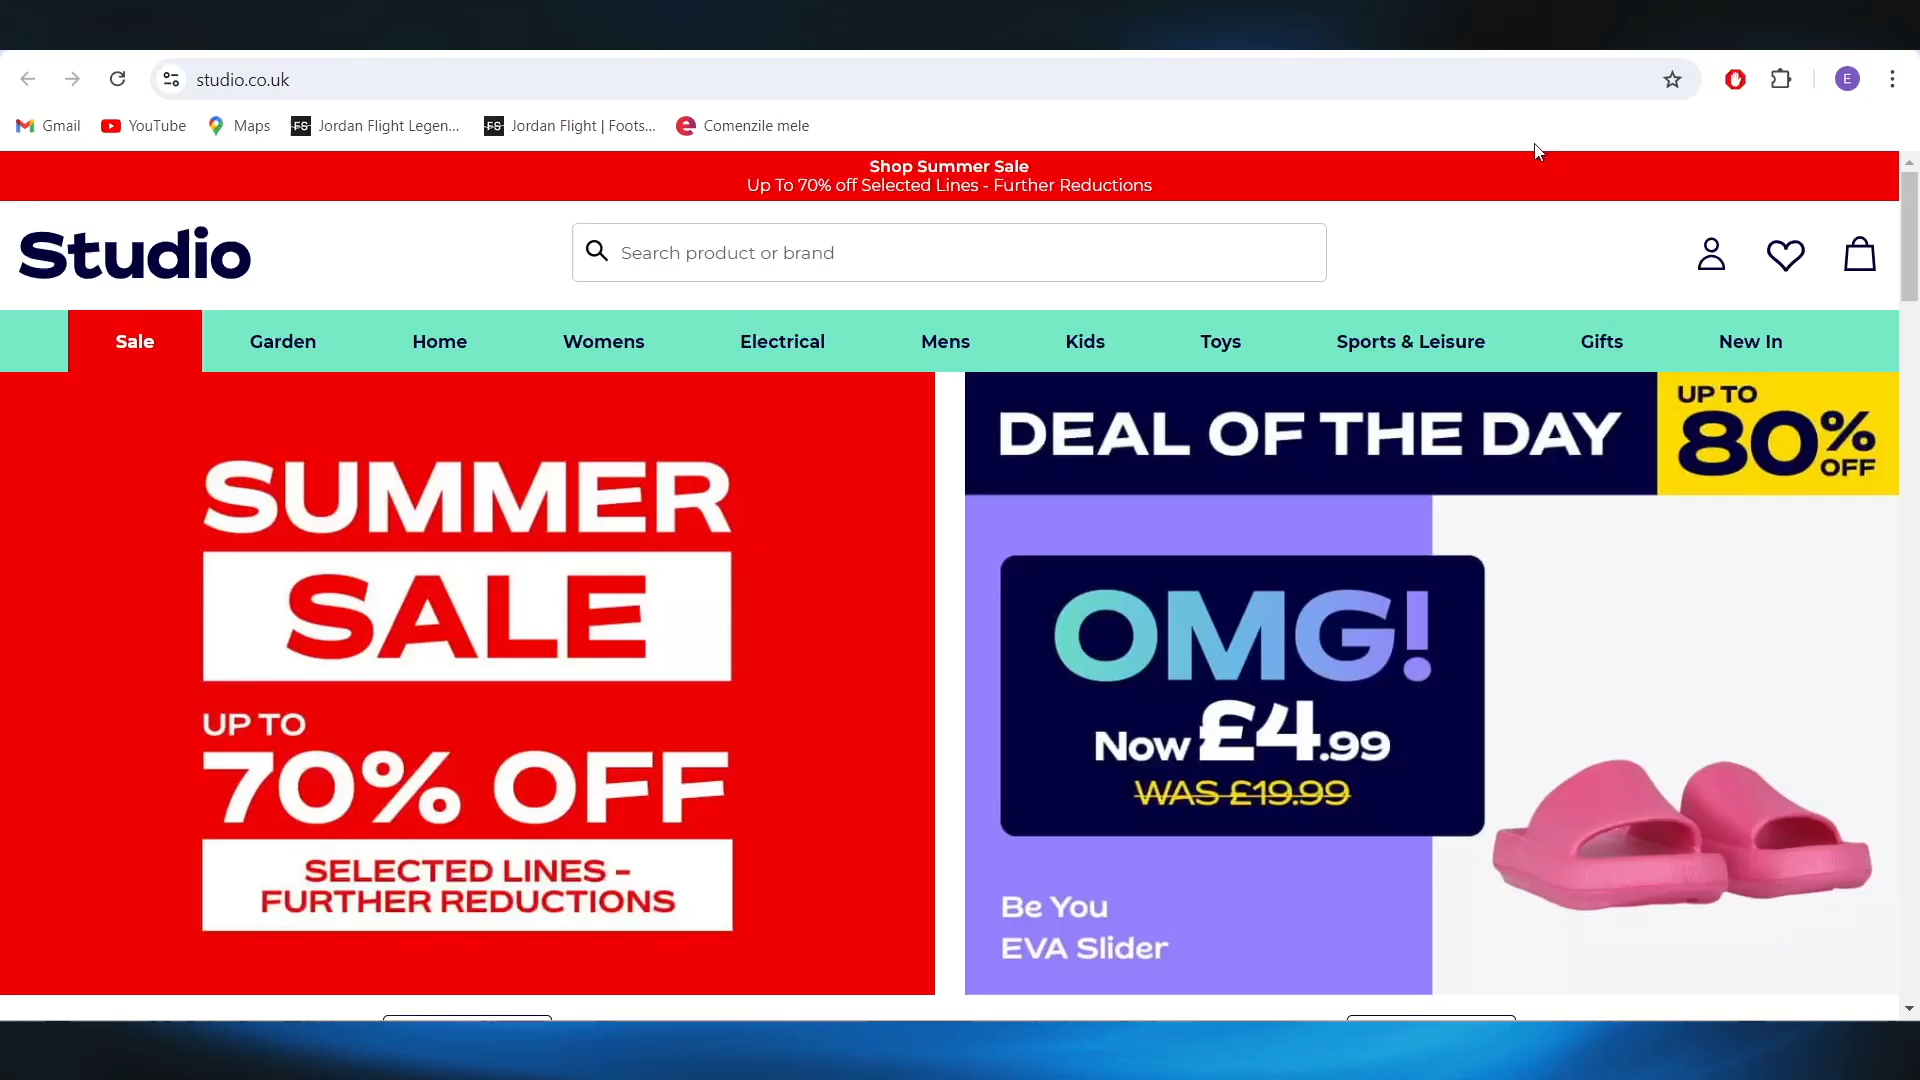 studio.co.uk
E
Gmail
YouTube
Maps
FS
Jordan Flight Legen...
FS
Jordan Flight | Foots...
Comenzile mele
Shop Summer Sale
Up To 70% off Selected Lines - Further Reductions
Studio
Search product or brand
Sale
Garden
Home
Womens
Electrical
Mens
Kids
Toys
Sports & Leisure
Gifts
New In
SUMMER
SALE
UP TO
70% OFF
SELECTED LINES -
FURTHER REDUCTIONS
DEAL OF THE DAY
UP TO
80%
OFF
OMG!
Now £4.99
WAS £19.99
Be You
EVA Slider